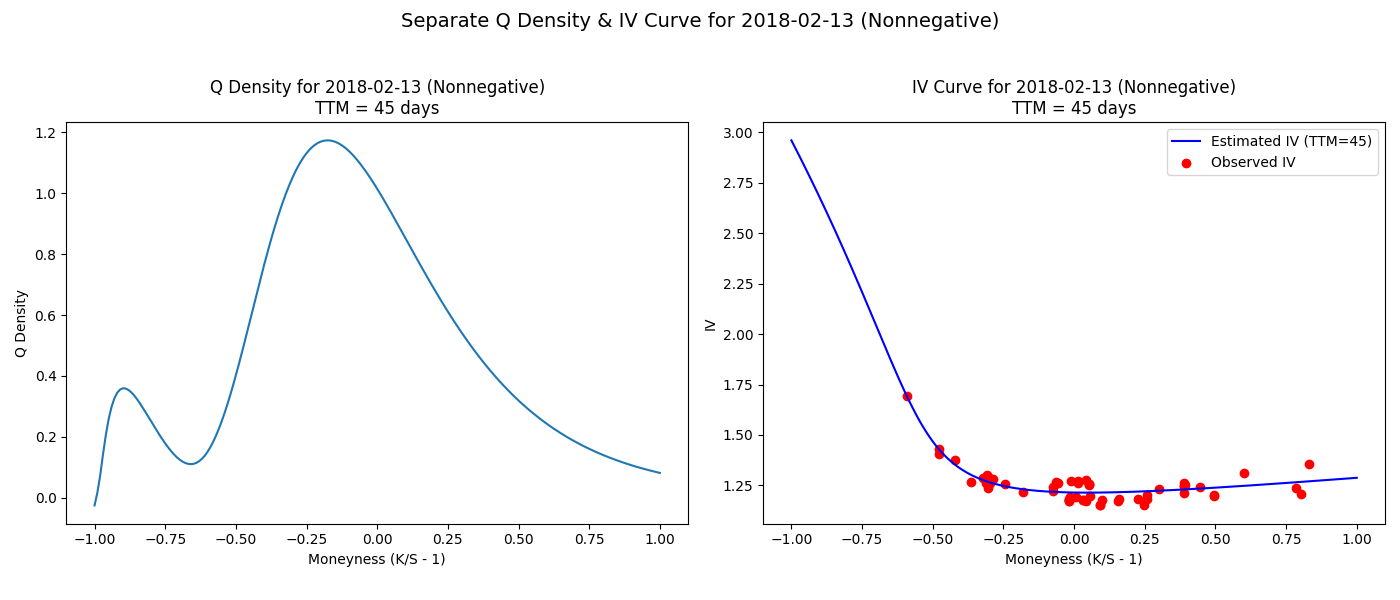 Separate Q Density & IV Curve for 2018-02-13 (Nonnegative)
Q Density for 2018-02-13 (Nonnegative)
TTM = 45 days
1.2
1.0
0.8
0.6
0.4
0.2
0.0
Q Density
−1.00 −0.75 −0.50 −0.25 0.00 0.25 0.50 0.75 1.00
Moneyness (K/S - 1)
IV Curve for 2018-02-13 (Nonnegative)
TTM = 45 days
Estimated IV (TTM=45)
Observed IV
3.00
2.75
2.50
2.25
2.00
1.75
1.50
1.25
IV
−1.00 −0.75 −0.50 −0.25 0.00 0.25 0.50 0.75 1.00
Moneyness (K/S - 1)